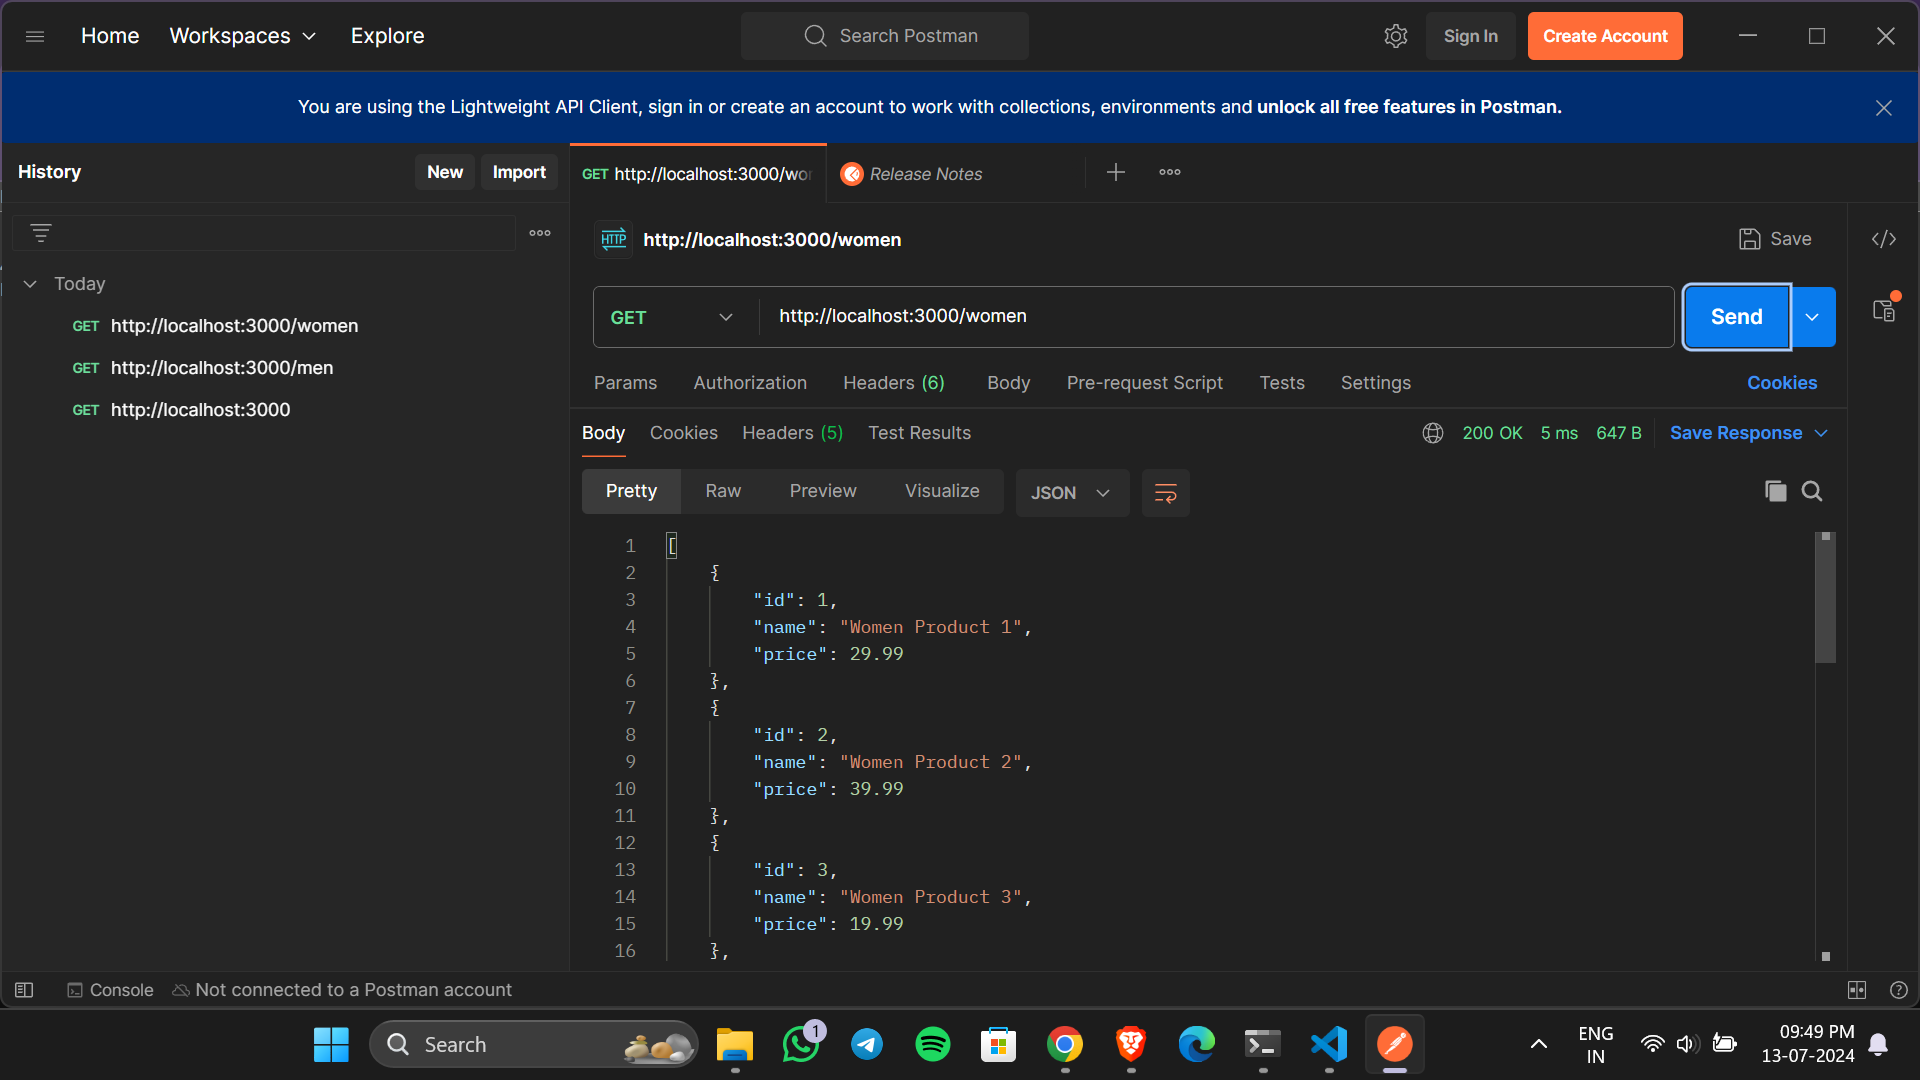 Home
Workspaces
Explore
Search Postman
Sign In
Create Account
You are using the Lightweight API Client, sign in or create an account to work with collections, environments and unlock all free features in Postman.
History
New
Import
GET http://localhost:3000/wo
Release Notes
HTTP
http://localhost:3000/women
Save
Today
GET http://localhost:3000/women
GET http://localhost:3000/men
GET http://localhost:3000
GET
http://localhost:3000/women
Send
Params
Authorization
Headers (6)
Body
Pre-request Script
Tests
Settings
Cookies
Body
Cookies
Headers (5)
Test Results
200 OK
5 ms
647 B
Save Response
Pretty
Raw
Preview
Visualize
JSON
1 [
2 {
3 "id": 1,
4 "name": "Women Product 1",
5 "price": 29.99
6 },
7 {
8 "id": 2,
9 "name": "Women Product 2",
10 "price": 39.99
11 },
12 {
13 "id": 3,
14 "name": "Women Product 3",
15 "price": 19.99
16 },
Console
Not connected to a Postman account
Search
1
ENG
IN
09:49 PM
13-07-2024